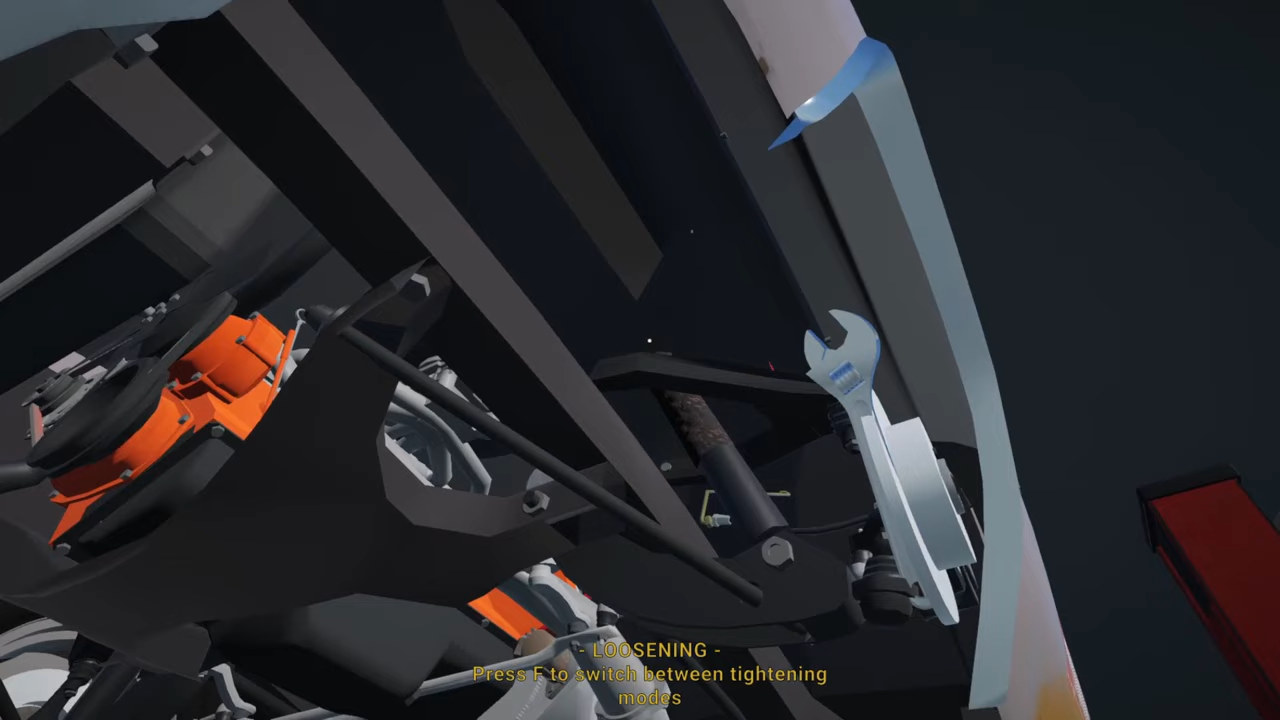 - LOOSENING -
Press F to switch between tightening
modes